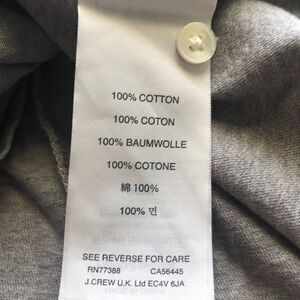 100% COTTON
100% COTON
100% BAUMWOLLE
100% COTONE
綿 100%
100% 면
SEE REVERSE FOR CARE
RN77388 CA56445
J.CREW U.K. Ltd EC4V 6JA